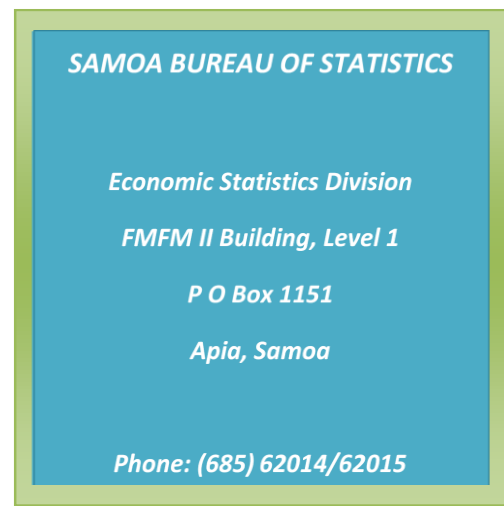 SAMOA BUREAU OF STATISTICS
Economic Statistics Division
FMFM II Building, Level 1
P O Box 1151
Apia, Samoa
Phone: (685) 62014/62015